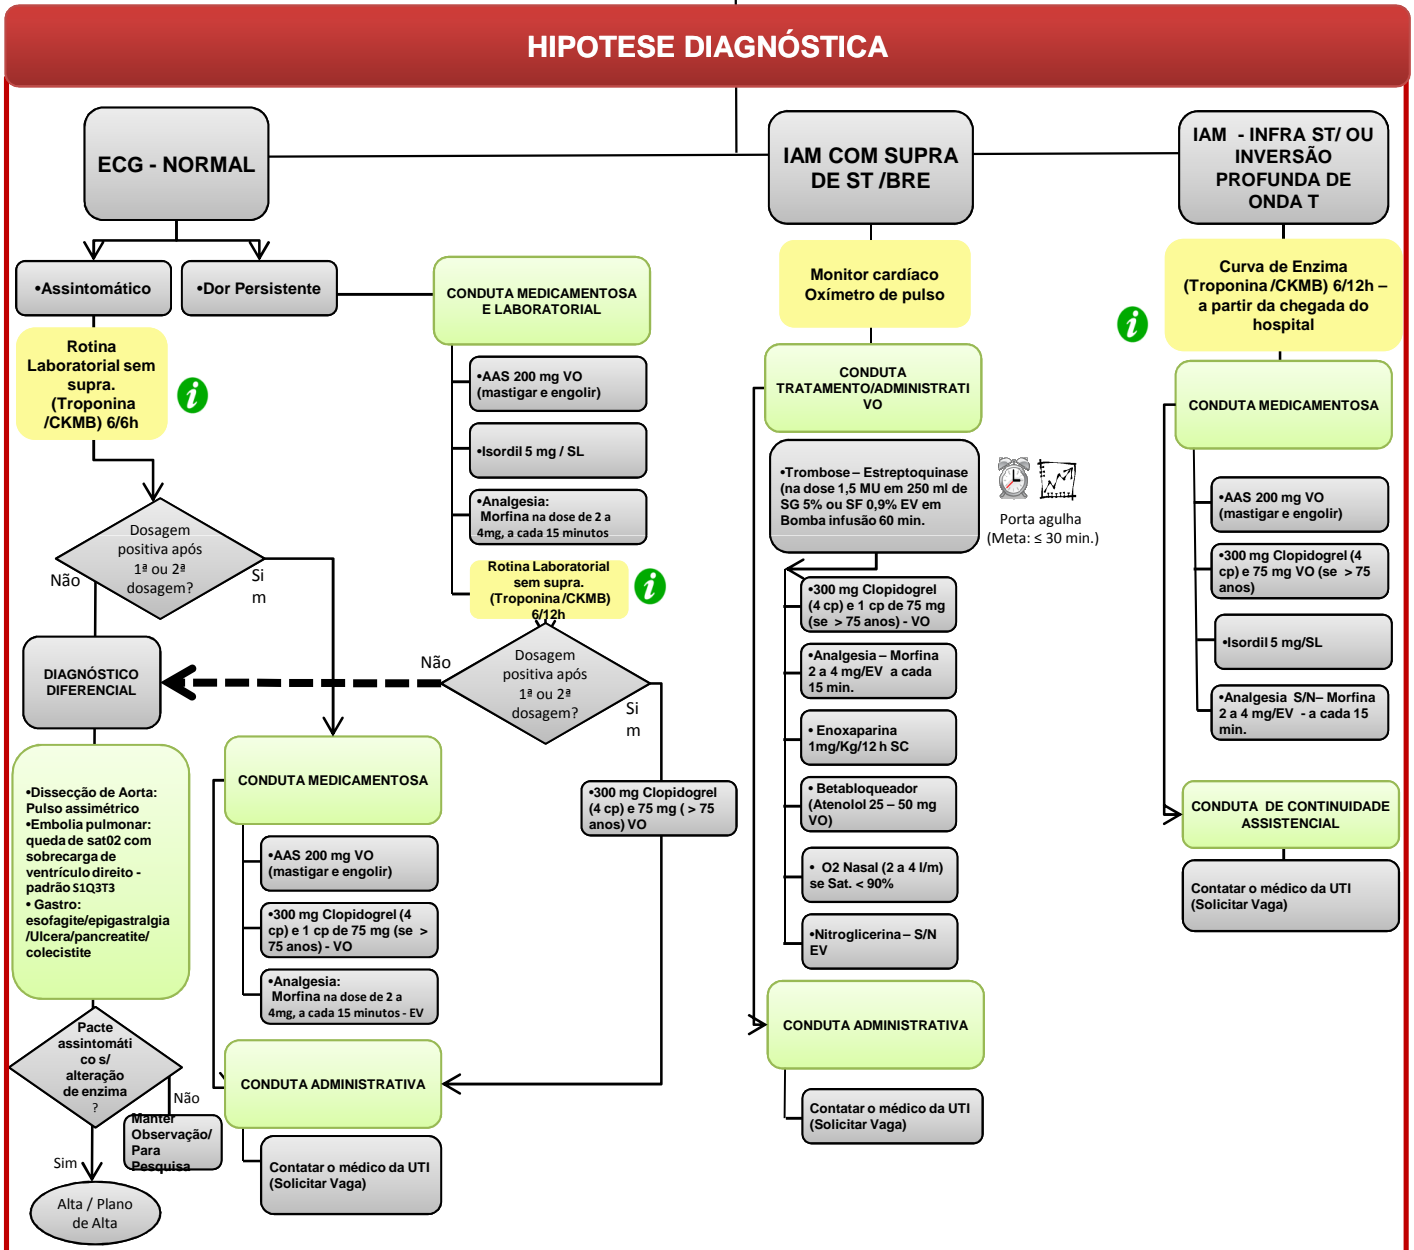 HIPOTESE DIAGNÓSTICA
ECG - NORMAL
•Assintomático
•Dor Persistente
Rotina
Laboratorial sem
supra.
(Troponina
/CKMB) 6/6h
CONDUTA MEDICAMENTOSA
E LABORATORIAL
•AAS 200 mg VO
(mastigar e engolir)
•Isordil 5 mg / SL
•Analgesia:
Morfina na dose de 2 a
4mg, a cada 15 minutos
Rotina Laboratorial
sem supra.
(Troponina/CKMB)
6/12h
Dosagem
positiva após
1ª ou 2ª
dosagem?
Não
Si
m
Dosagem
positiva após
1ª ou 2ª
dosagem?
Não
Si
m
DIAGNÓSTICO
DIFERENCIAL
•Dissecção de Aorta:
Pulso assimétrico
•Embolia pulmonar:
queda de sat02 com
sobrecarga de
ventrículo direito -
padrão S1Q3T3
• Gastro:
esofagite/epigastralgia
/Ulcera/pancreatite/
colecistite
Pacte
assintomáti
co s/
alteração
de enzima
?
Não
Manter
Observação/
Para
Pesquisa
Sim
Alta / Plano
de Alta
CONDUTA MEDICAMENTOSA
•AAS 200 mg VO
(mastigar e engolir)
•300 mg Clopidogrel (4
cp) e 1 cp de 75 mg (se >
75 anos) - VO
•Analgesia:
Morfina na dose de 2 a
4mg, a cada 15 minutos - EV
•300 mg Clopidogrel
(4 cp) e 75 mg ( > 75
anos) VO
CONDUTA ADMINISTRATIVA
Contatar o médico da UTI
(Solicitar Vaga)
IAM COM SUPRA
DE ST /BRE
Monitor cardíaco
Oxímetro de pulso
CONDUTA
TRATAMENTO/ADMINISTRATI
VO
•Trombose – Estreptoquinase
(na dose 1,5 MU em 250 ml de
SG 5% ou SF 0,9% EV em
Bomba infusão 60 min.
Porta agulha
(Meta: ≤ 30 min.)
•300 mg Clopidogrel
(4 cp) e 1 cp de 75 mg
(se > 75 anos) - VO
•Analgesia – Morfina
2 a 4 mg/EV a cada
15 min.
• Enoxaparina
1mg/Kg/12 h SC
• Betabloqueador
(Atenolol 25 – 50 mg
VO)
• O2 Nasal (2 a 4 l/m)
se Sat. < 90%
•Nitroglicerina – S/N
EV
CONDUTA ADMINISTRATIVA
Contatar o médico da UTI
(Solicitar Vaga)
IAM - INFRA ST/ OU
INVERSÃO
PROFUNDA DE
ONDA T
Curva de Enzima
(Troponina /CKMB) 6/12h –
a partir da chegada do
hospital
CONDUTA MEDICAMENTOSA
•AAS 200 mg VO
(mastigar e engolir)
•300 mg Clopidogrel (4
cp) e 75 mg VO (se > 75
anos)
•Isordil 5 mg/SL
•Analgesia S/N– Morfina
2 a 4 mg/EV - a cada 15
min.
CONDUTA DE CONTINUIDADE
ASSISTENCIAL
Contatar o médico da UTI
(Solicitar Vaga)